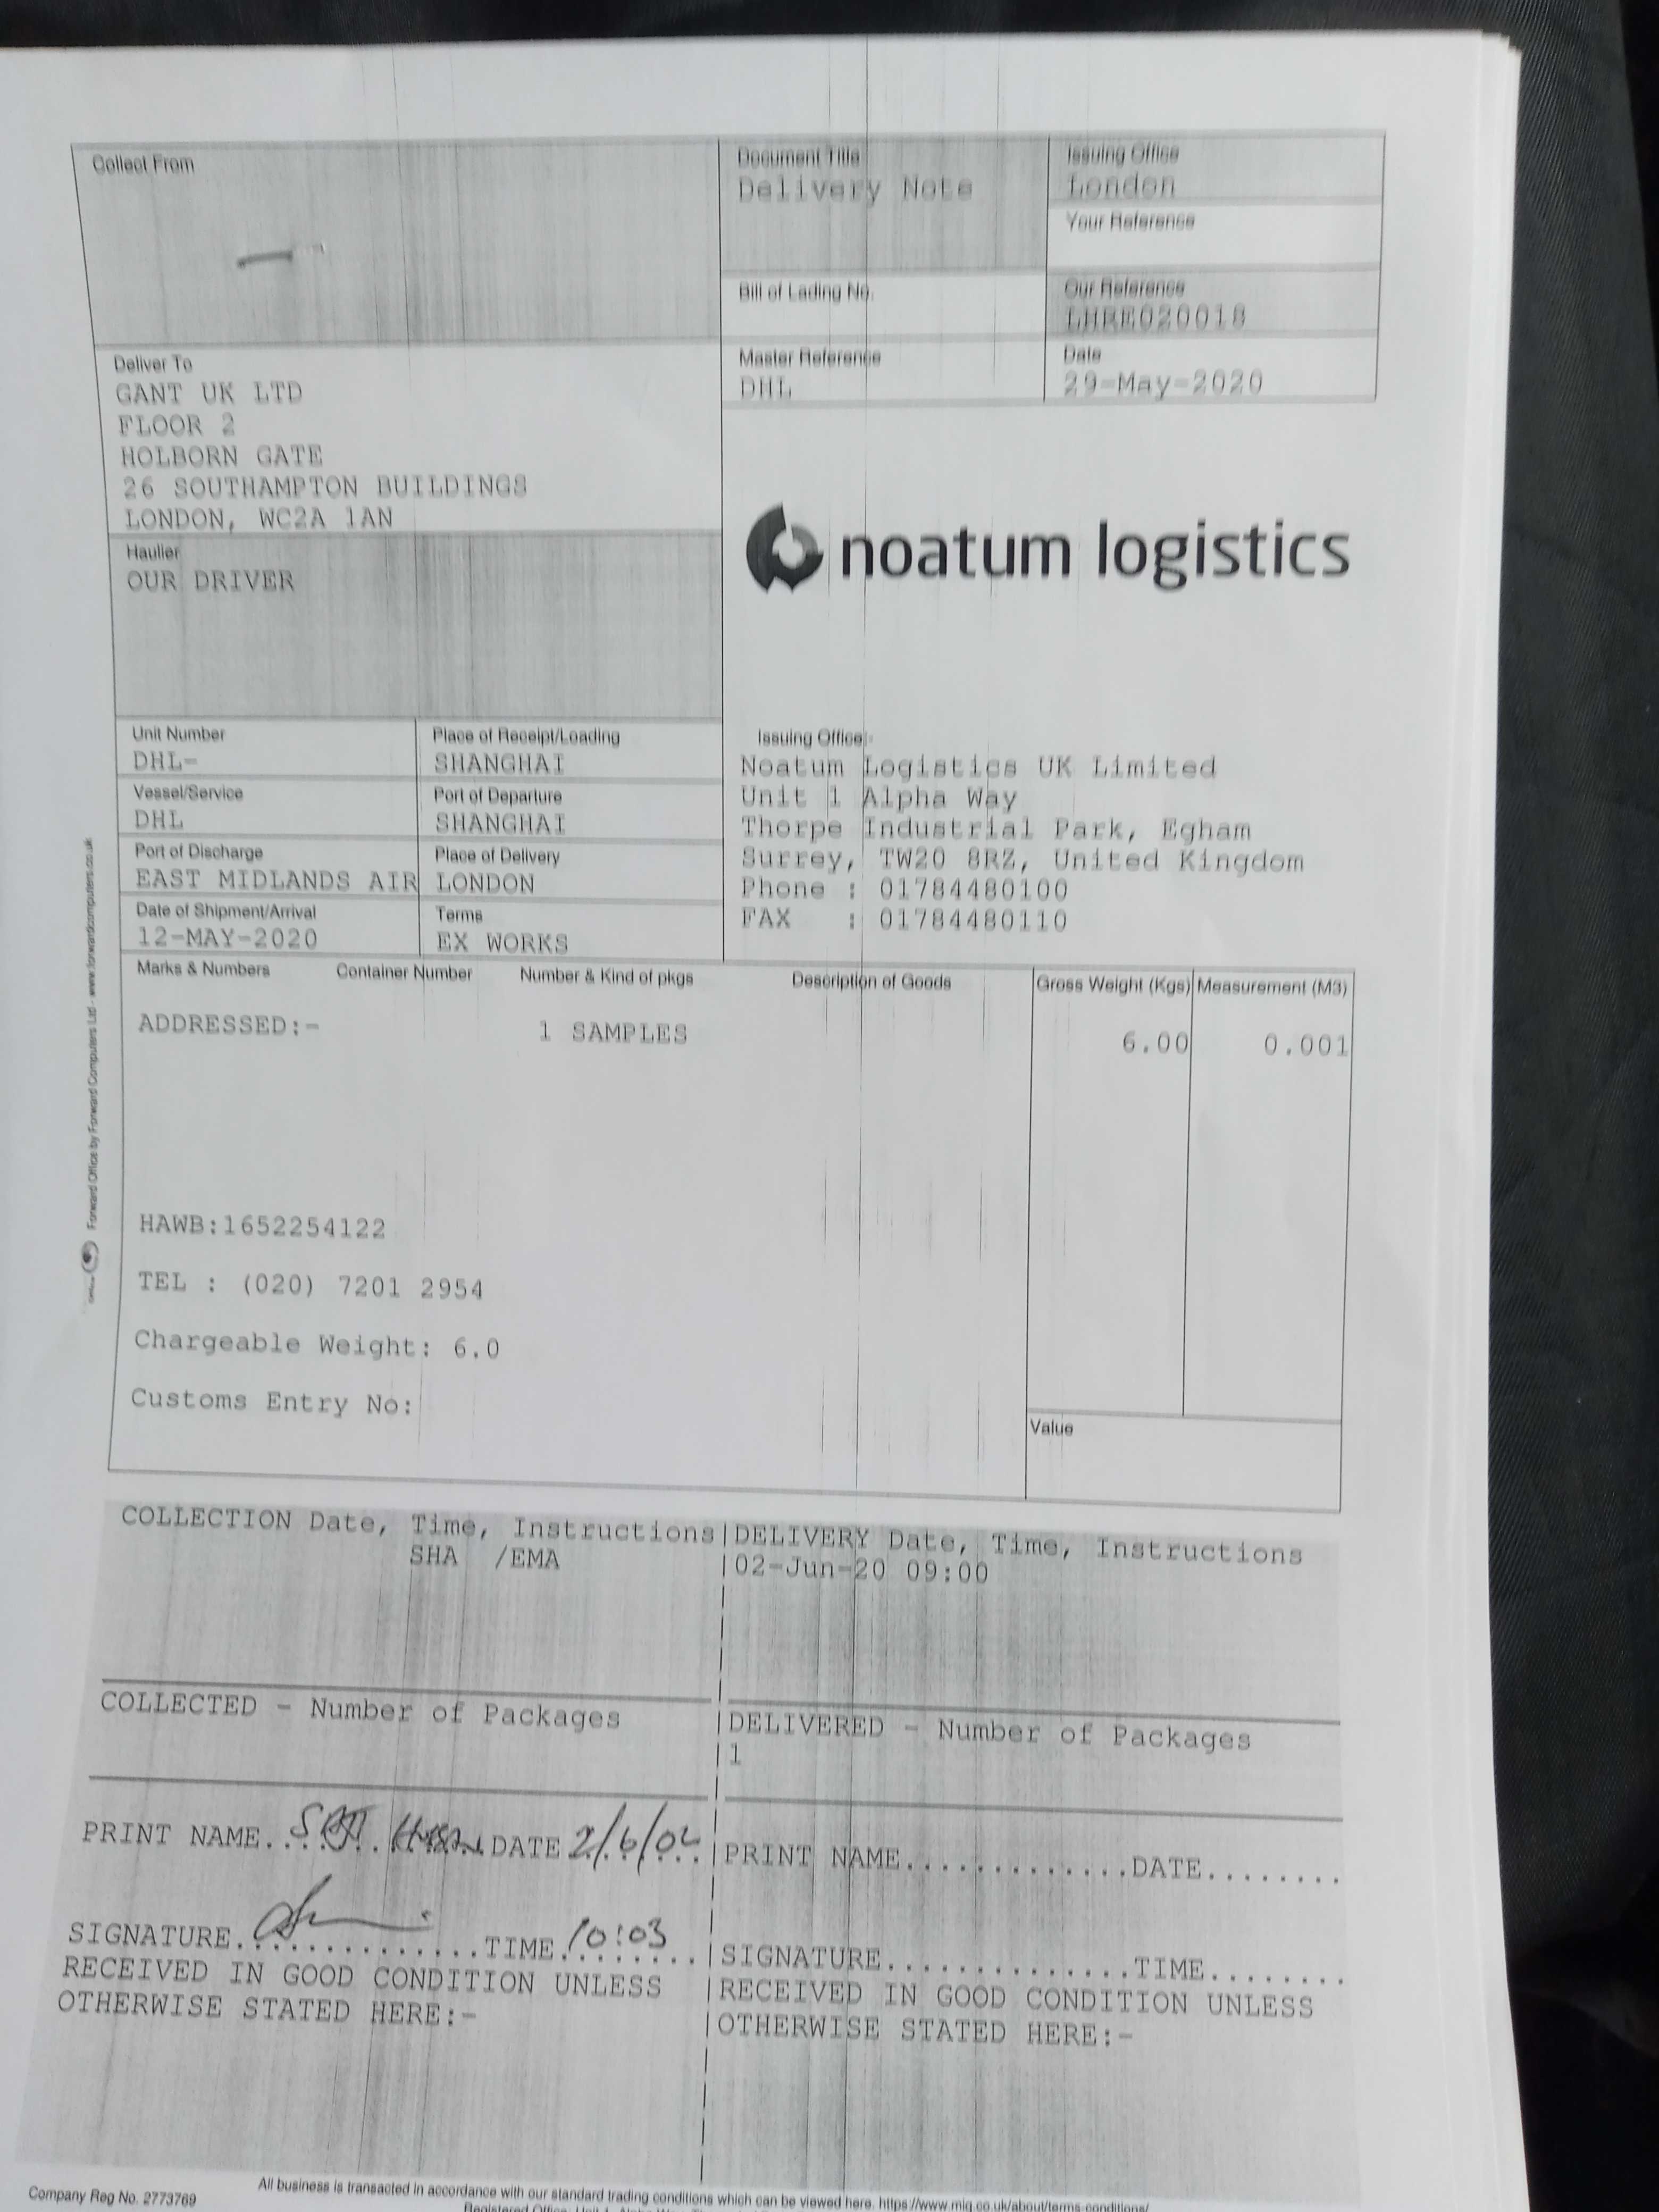 Collect From
Document Title
Delivery Note
Issuing Office
London
Your Reference
Bill of Lading No.
Our Reference
LHRE020018
Deliver To
GANT UK LTD
FLOOR 2
HOLBORN GATE
26 SOUTHAMPTON BUILDINGS
LONDON, WC2A 1AN
Master Reference
DHL
Date
29-May-2020
Haulier
OUR DRIVER
noatum logistics
Unit Number
DHL-
Place of Receipt/Loading
SHANGHAI
Vessel/Service
DHL
Port of Departure
SHANGHAI
Port of Discharge
EAST MIDLANDS AIR
Place of Delivery
LONDON
Date of Shipment/Arrival
12-MAY-2020
Terms
EX WORKS
Issuing Office:-
Noatum Logistics UK Limited
Unit 1 Alpha Way
Thorpe Industrial Park, Egham
Surrey, TW20 8RZ, United Kingdom
Phone : 01784480100
FAX : 01784480110
Marks & Numbers Container Number Number & Kind of pkgs Description of Goods Gross Weight (Kgs) Measurement (M3)
ADDRESSED:- 1 SAMPLES 6.00 0.001
HAWB:1652254122
TEL : (020) 7201 2954
Chargeable Weight: 6.0
Customs Entry No:
Value
Forward Office by Forward Computers Ltd - www.forwardcomputers.co.uk
COLLECTION Date, Time, Instructions|DELIVERY Date, Time, Instructions
SHA /EMA |02-Jun-20 09:00
COLLECTED - Number of Packages |DELIVERED - Number of Packages
|1
PRINT NAME.... DATE 2/6/02 |PRINT NAME..............DATE........
SIGNATURE...............TIME.10:03 |SIGNATURE...............TIME........
RECEIVED IN GOOD CONDITION UNLESS |RECEIVED IN GOOD CONDITION UNLESS
OTHERWISE STATED HERE:- |OTHERWISE STATED HERE:-
Company Reg No. 2773769
All business is transacted in accordance with our standard trading conditions which can be viewed here. https://www.miq.co.uk/about/terms-conditions/